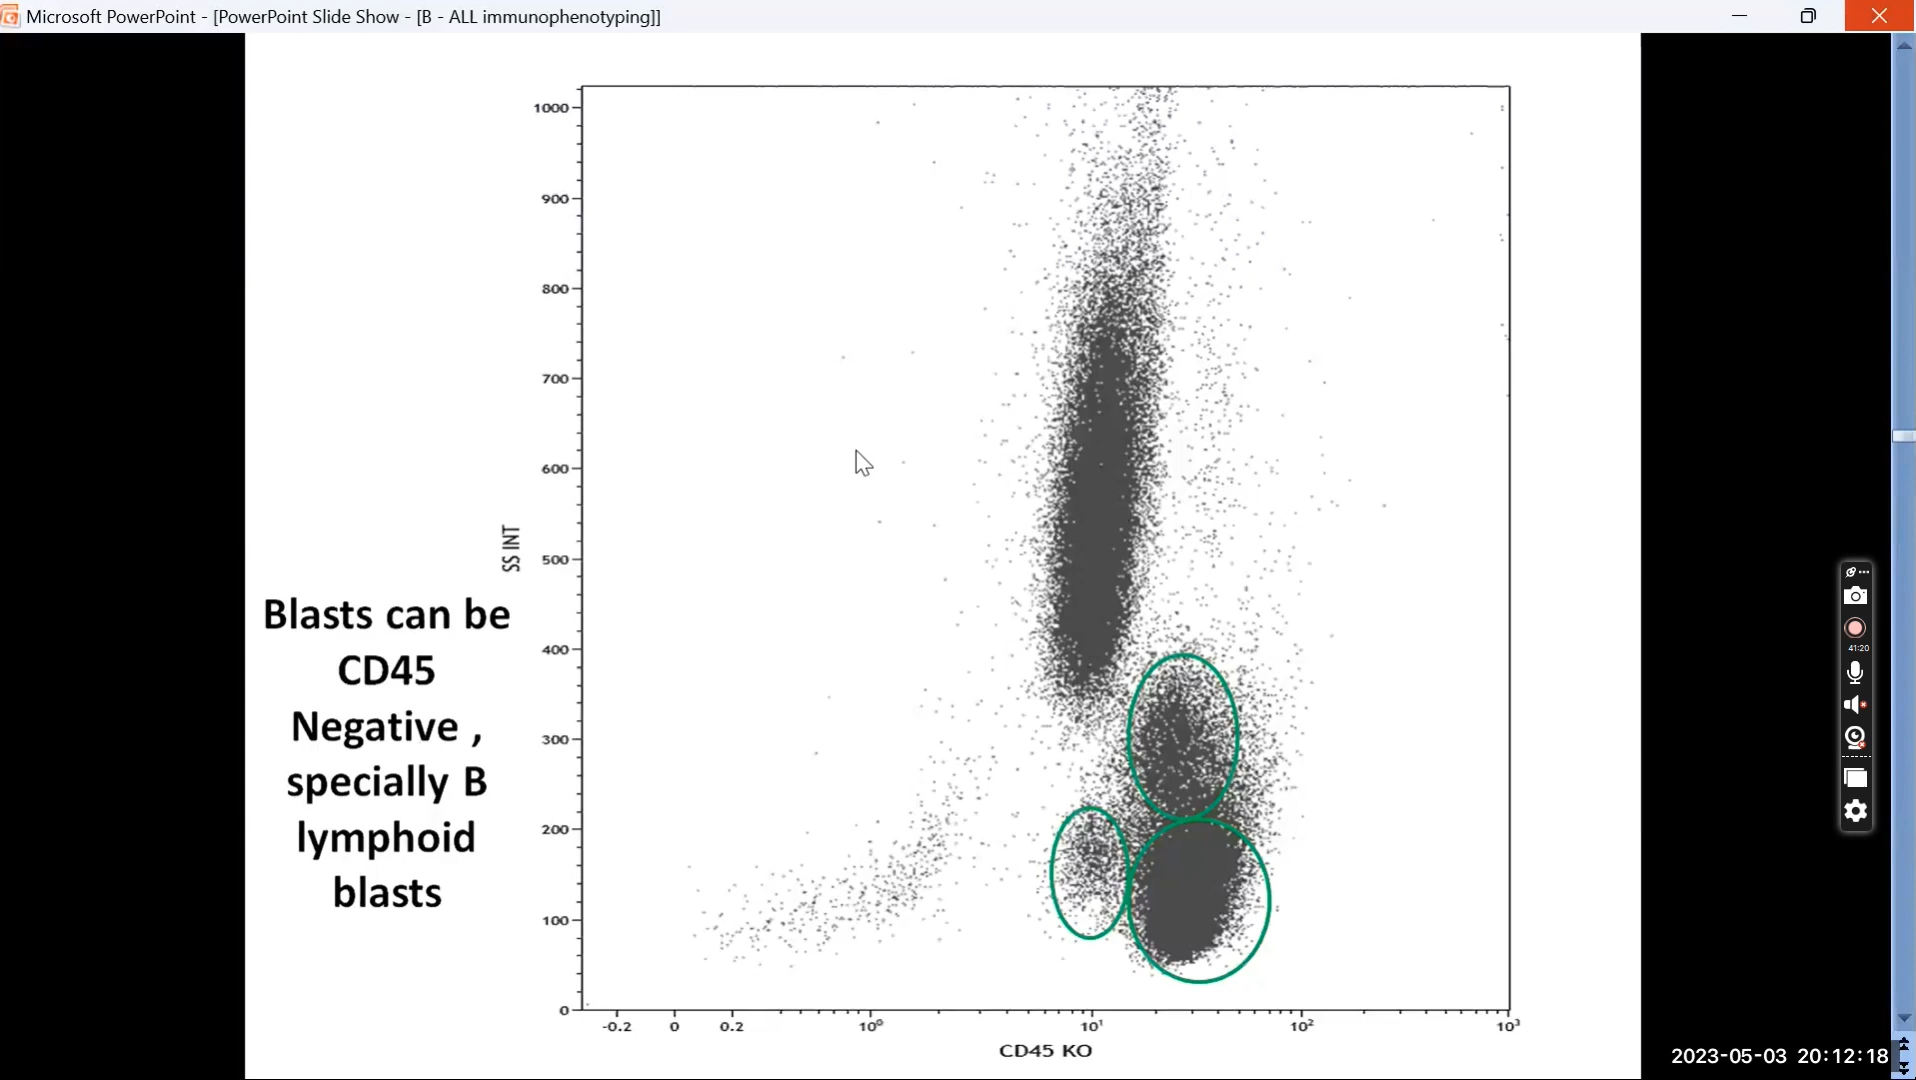 Microsoft PowerPoint - [PowerPoint Slide Show - [B - ALL immunophenotyping]]
1000
900
800
700
600
500
400
300
200
100
0
SS INT
Blasts can be
CD45
Negative ,
specially B
lymphoid
blasts
-0.2 0 0.2 10⁰ 10¹ 10² 10³
CD45 KO
41:20
2023-05-03 20:12:18